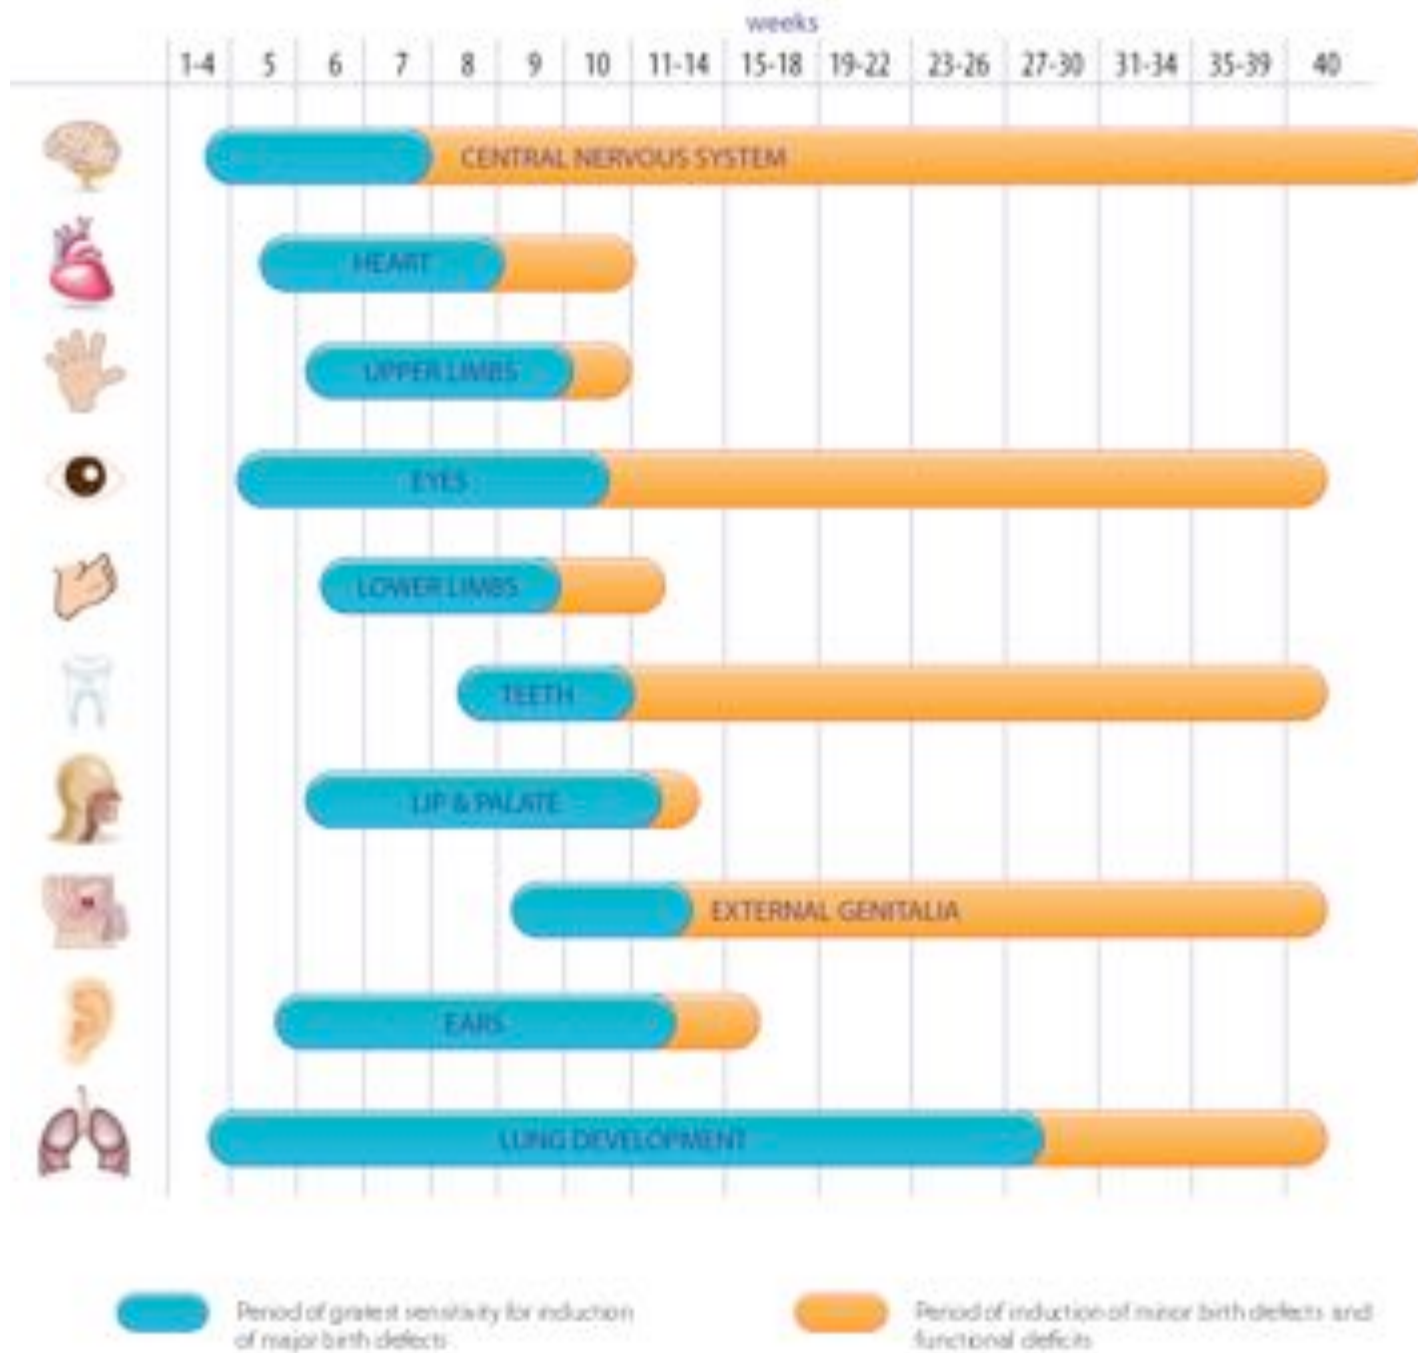 weeks
1-4 5 6 7 8 9 10 11-14 15-18 19-22 23-26 27-30 31-34 35-39 40
CENTRAL NERVOUS SYSTEM
HEART
UPPER LIMBS
EYES
LOWER LIMBS
TEETH
LIP & PALATE
EXTERNAL GENITALIA
EARS
LUNG DEVELOPMENT
Period of gratest sensitivity for induction
of major birth defects
Period of induction of minor birth defects and
functional deficits